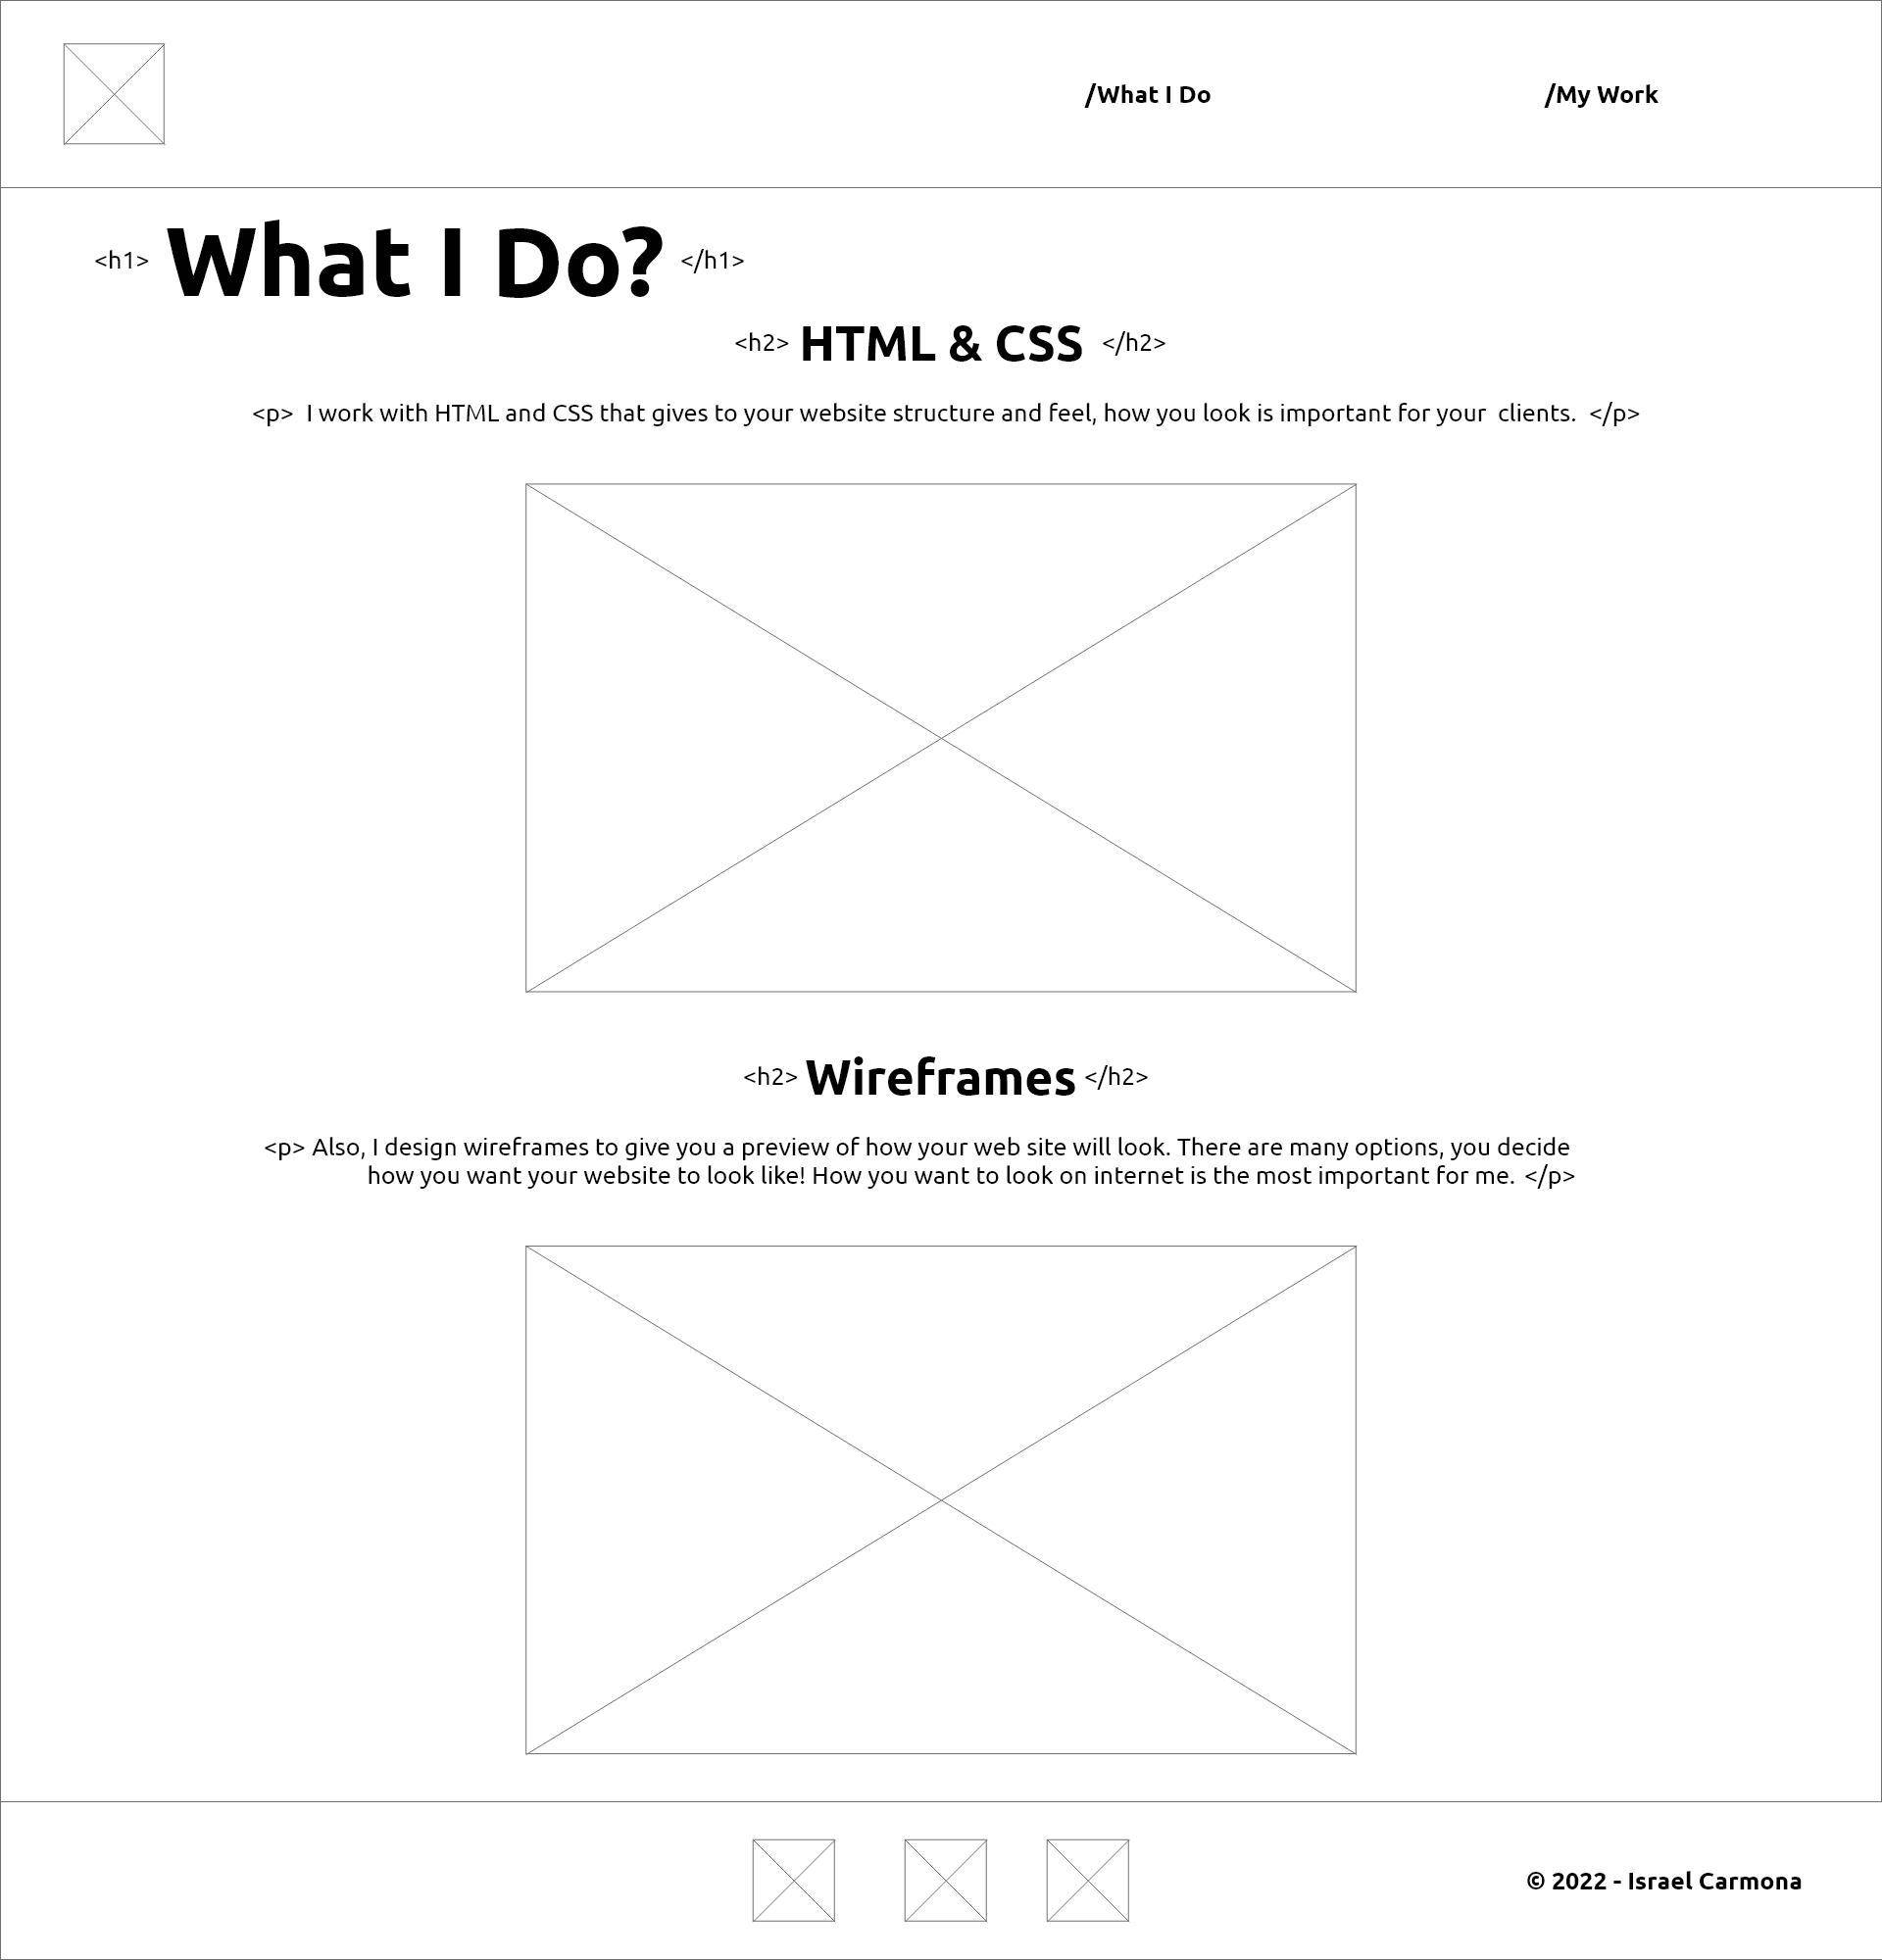 /What I Do
/My Work
<h1> What I Do? </h1>
<h2> HTML & CSS </h2>
<p> I work with HTML and CSS that gives to your website structure and feel, how you look is important for your clients. </p>
<h2> Wireframes </h2>
<p> Also, I design wireframes to give you a preview of how your web site will look. There are many options, you decide
how you want your website to look like! How you want to look on internet is the most important for me. </p>
© 2022 - Israel Carmona